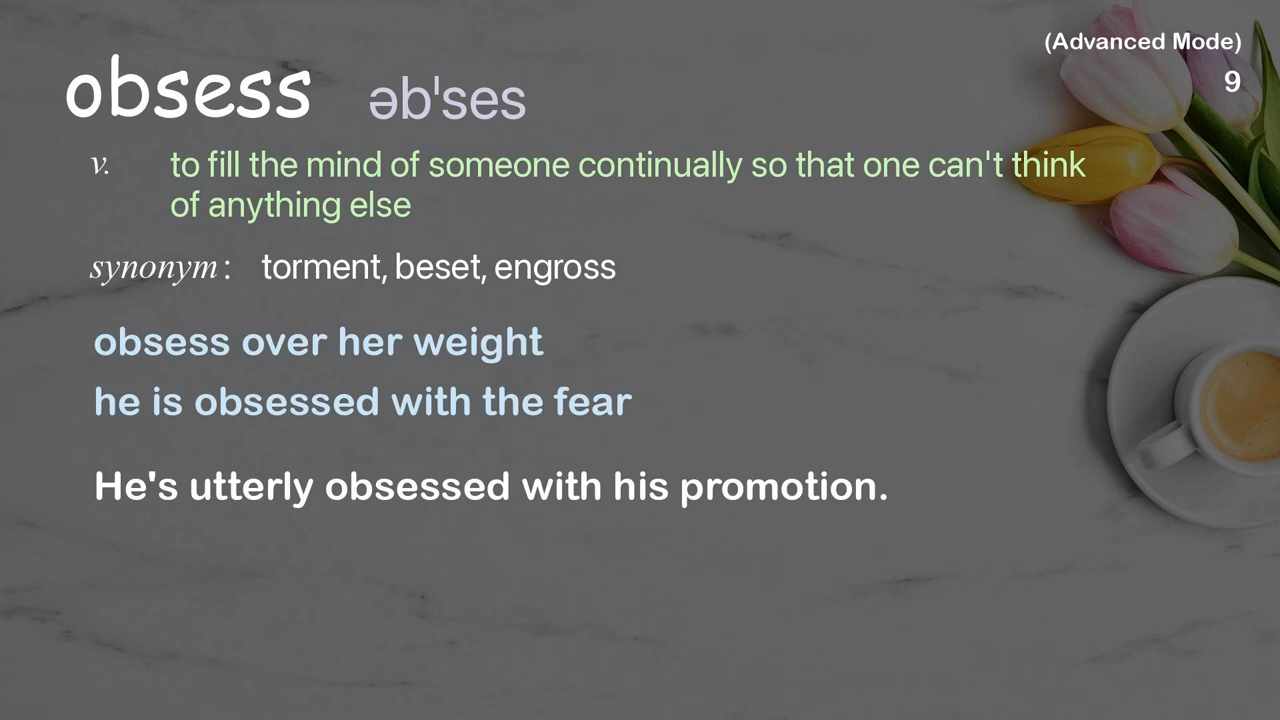 (Advanced Mode)
obsess əb'ses
9
v. to fill the mind of someone continually so that one can't think
of anything else
synonym: torment, beset, engross
obsess over her weight
he is obsessed with the fear
He's utterly obsessed with his promotion.